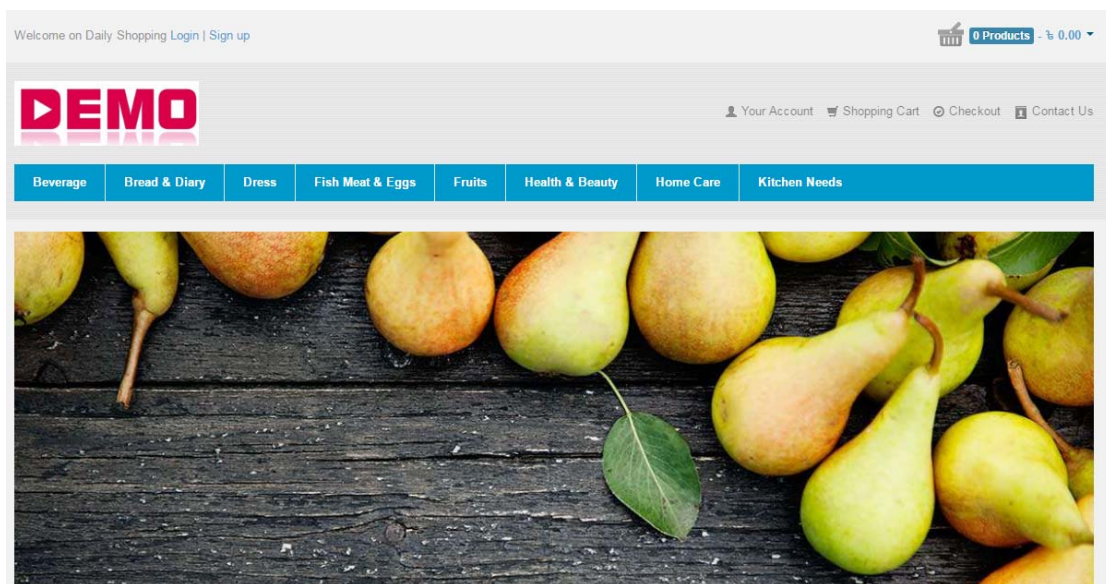 Welcome on Daily Shopping Login | Sign up
0 Products - ৳ 0.00
DEMO
Your Account Shopping Cart Checkout Contact Us
Beverage Bread & Diary Dress Fish Meat & Eggs Fruits Health & Beauty Home Care Kitchen Needs